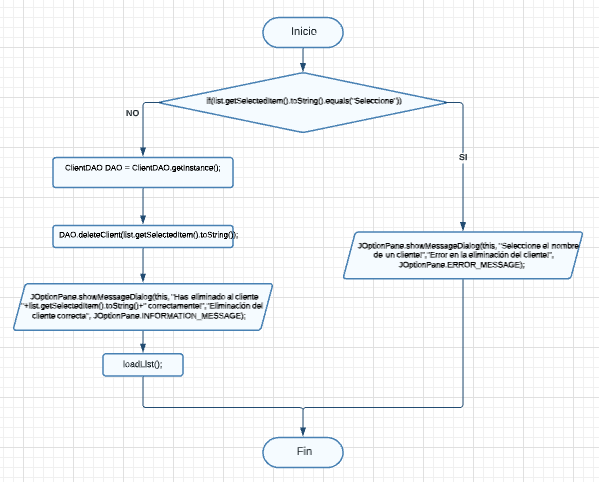 Inicio
if(list.getSelectedItem().toString().equals("Seleccione"))
NO
SI
ClientDAO DAO = ClientDAO.getInstance();
DAO.deleteClient(list.getSelectedItem().toString());
JOptionPane.showMessageDialog(this, "Seleccione el nombre
de un cliente!","Error en la eliminación del cliente!",
JOptionPane.ERROR_MESSAGE);
JOptionPane.showMessageDialog(this, "Has eliminado al cliente
"+list.getSelectedItem().toString()+" correctamente!","Eliminación del
cliente correcta", JOptionPane.INFORMATION_MESSAGE);
loadList();
Fin